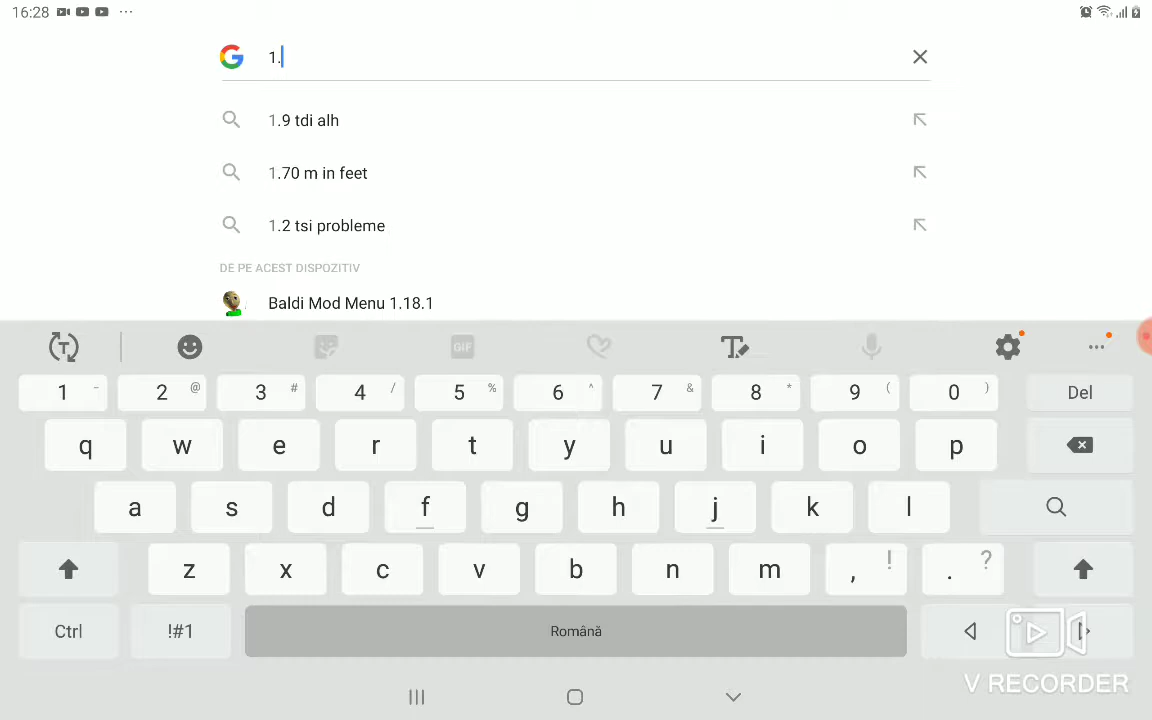 16:28
1.
1.9 tdi alh
1.70 m in feet
1.2 tsi probleme
DE PE ACEST DISPOZITIV
Baldi Mod Menu 1.18.1
GIF
1 - 2 @ 3 # 4 / 5 % 6 ^ 7 & 8 * 9 ( 0 ) Del
q w e r t y u i o p
a s d f g h j k l
z x c v b n m , ! . ?
Ctrl !#1 Română
V RECORDER